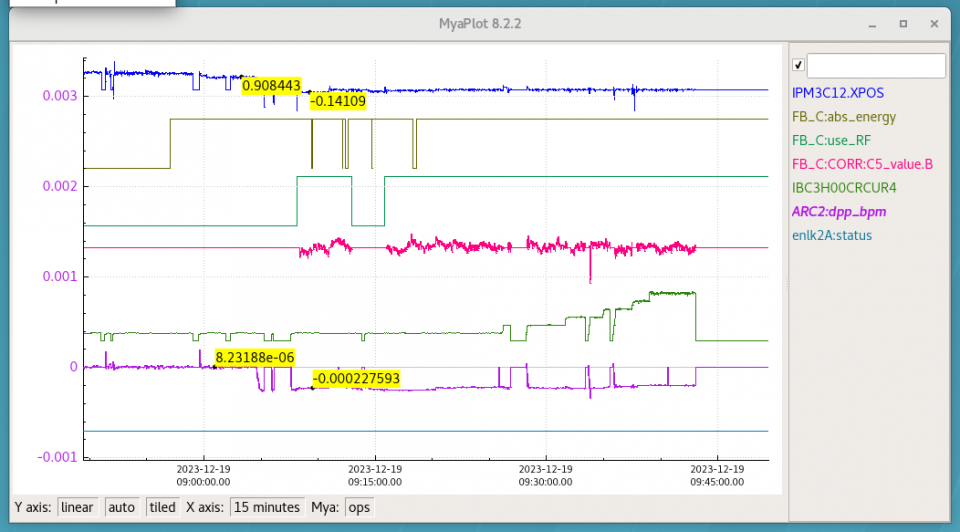 MyaPlot 8.2.2
IPM3C12.XPOS
FB_C:abs_energy
FB_C:use_RF
FB_C:CORR:C5_value.B
IBC3H00CRCUR4
ARC2:dpp_bpm
enlk2A:status
0.908443
-0.14109
8.23188e-06
-0.000227593
0.003
0.002
0.001
0
-0.001
2023-12-19 2023-12-19 2023-12-19 2023-12-19
09:00:00.00 09:15:00.00 09:30:00.00 09:45:00.00
Y axis: linear auto tiled X axis: 15 minutes Mya: ops